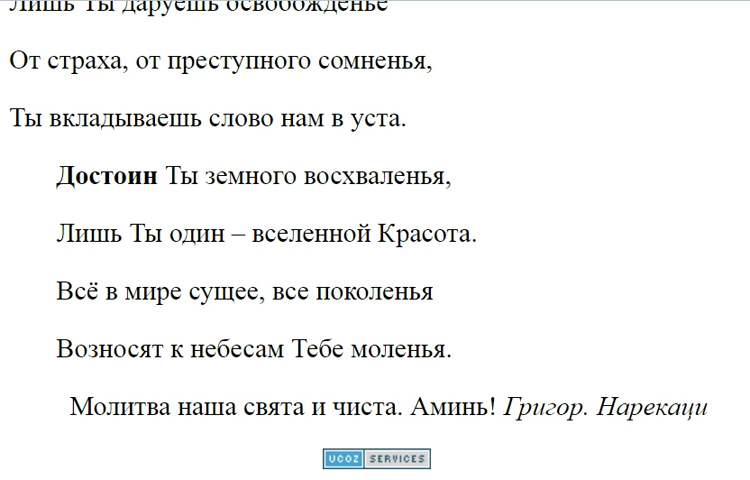 Лишь Ты даруешь освобожденье
От страха, от преступного сомненья,
Ты вкладываешь слово нам в уста.
Достоин Ты земного восхваленья,
Лишь Ты один – вселенной Красота.
Всё в мире сущее, все поколенья
Возносят к небесам Тебе моленья.
Молитва наша свята и чиста. Аминь! Григор. Нарекаци
UCOZ SERVICES